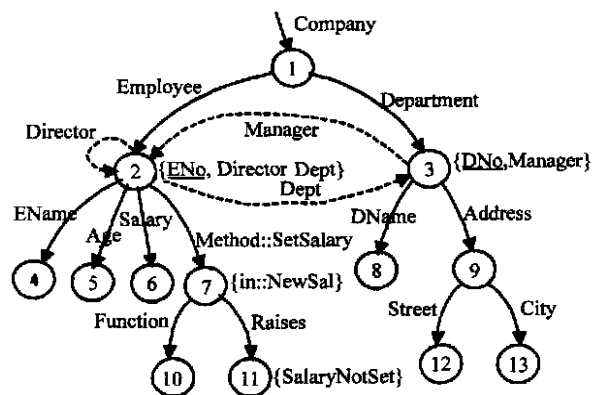 Company
1
Employee
Department
Director
Manager
2
{ENo, Director Dept}
3
{DNo,Manager}
Dept
EName
Age
Salary
Method::SetSalary
DName
Address
4
5
6
7
{in::NewSal}
8
9
Function
Raises
Street
City
10
11
{SalaryNotSet}
12
13